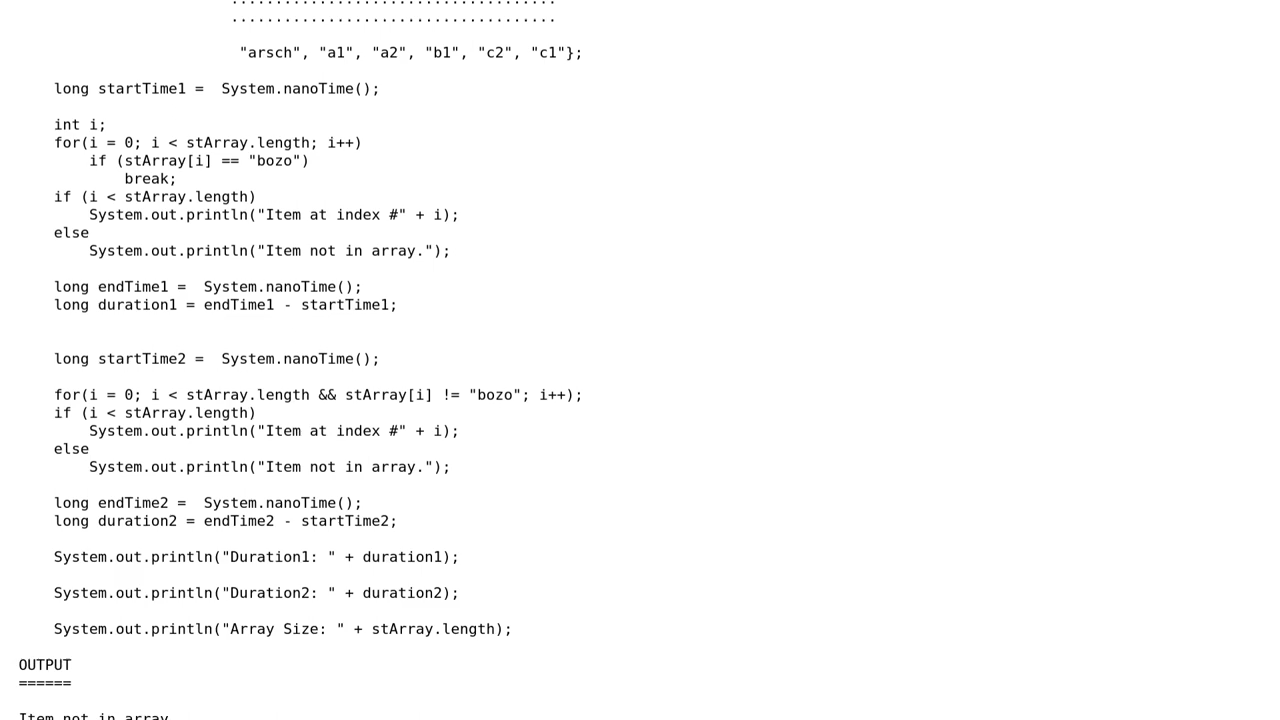 .....................................
.....................................
"arsch", "a1", "a2", "b1", "c2", "c1"};
long startTime1 =  System.nanoTime();
int i;
for(i = 0; i < stArray.length; i++)
if (stArray[i] == "bozo")
break;
if (i < stArray.length)
System.out.println("Item at index #" + i);
else
System.out.println("Item not in array.");
long endTime1 =  System.nanoTime();
long duration1 = endTime1 - startTime1;
long startTime2 =  System.nanoTime();
for(i = 0; i < stArray.length && stArray[i] != "bozo"; i++);
if (i < stArray.length)
System.out.println("Item at index #" + i);
else
System.out.println("Item not in array.");
long endTime2 =  System.nanoTime();
long duration2 = endTime2 - startTime2;
System.out.println("Duration1: " + duration1);
System.out.println("Duration2: " + duration2);
System.out.println("Array Size: " + stArray.length);
OUTPUT
======
Item not in array